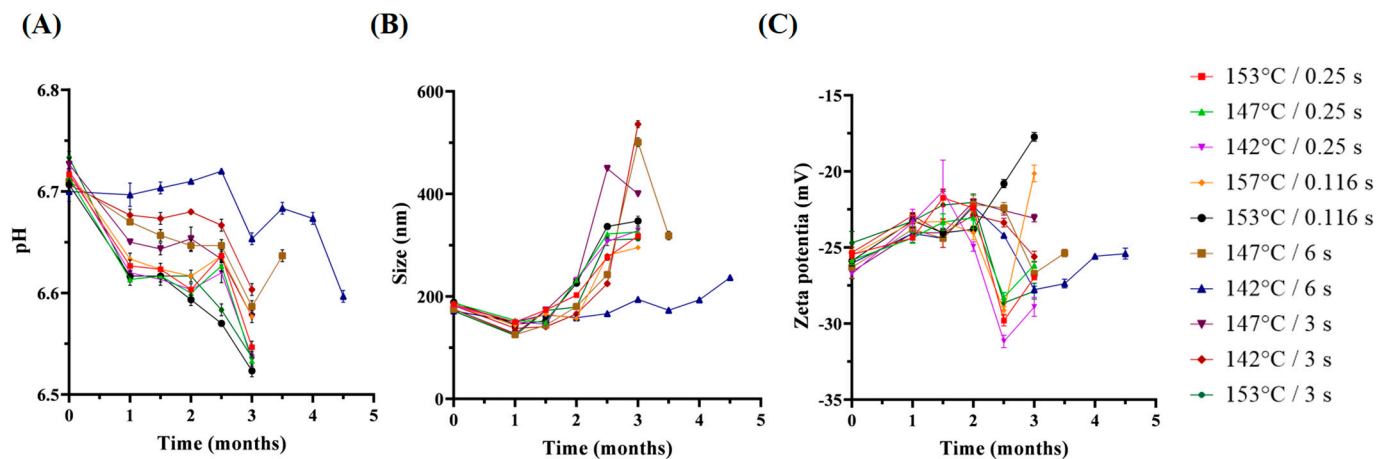 (A)
(B)
(C)
6.8
6.7
6.6
6.5
pH
0
1
2
3
4
5
Time (months)
600
400
200
0
Size (nm)
0
1
2
3
4
5
Time (months)
-15
-20
-25
-30
-35
Zeta potentia (mV)
0
1
2
3
4
5
Time (months)
153°C / 0.25 s
147°C / 0.25 s
142°C / 0.25 s
157°C / 0.116 s
153°C / 0.116 s
147°C / 6 s
142°C / 6 s
147°C / 3 s
142°C / 3 s
153°C / 3 s